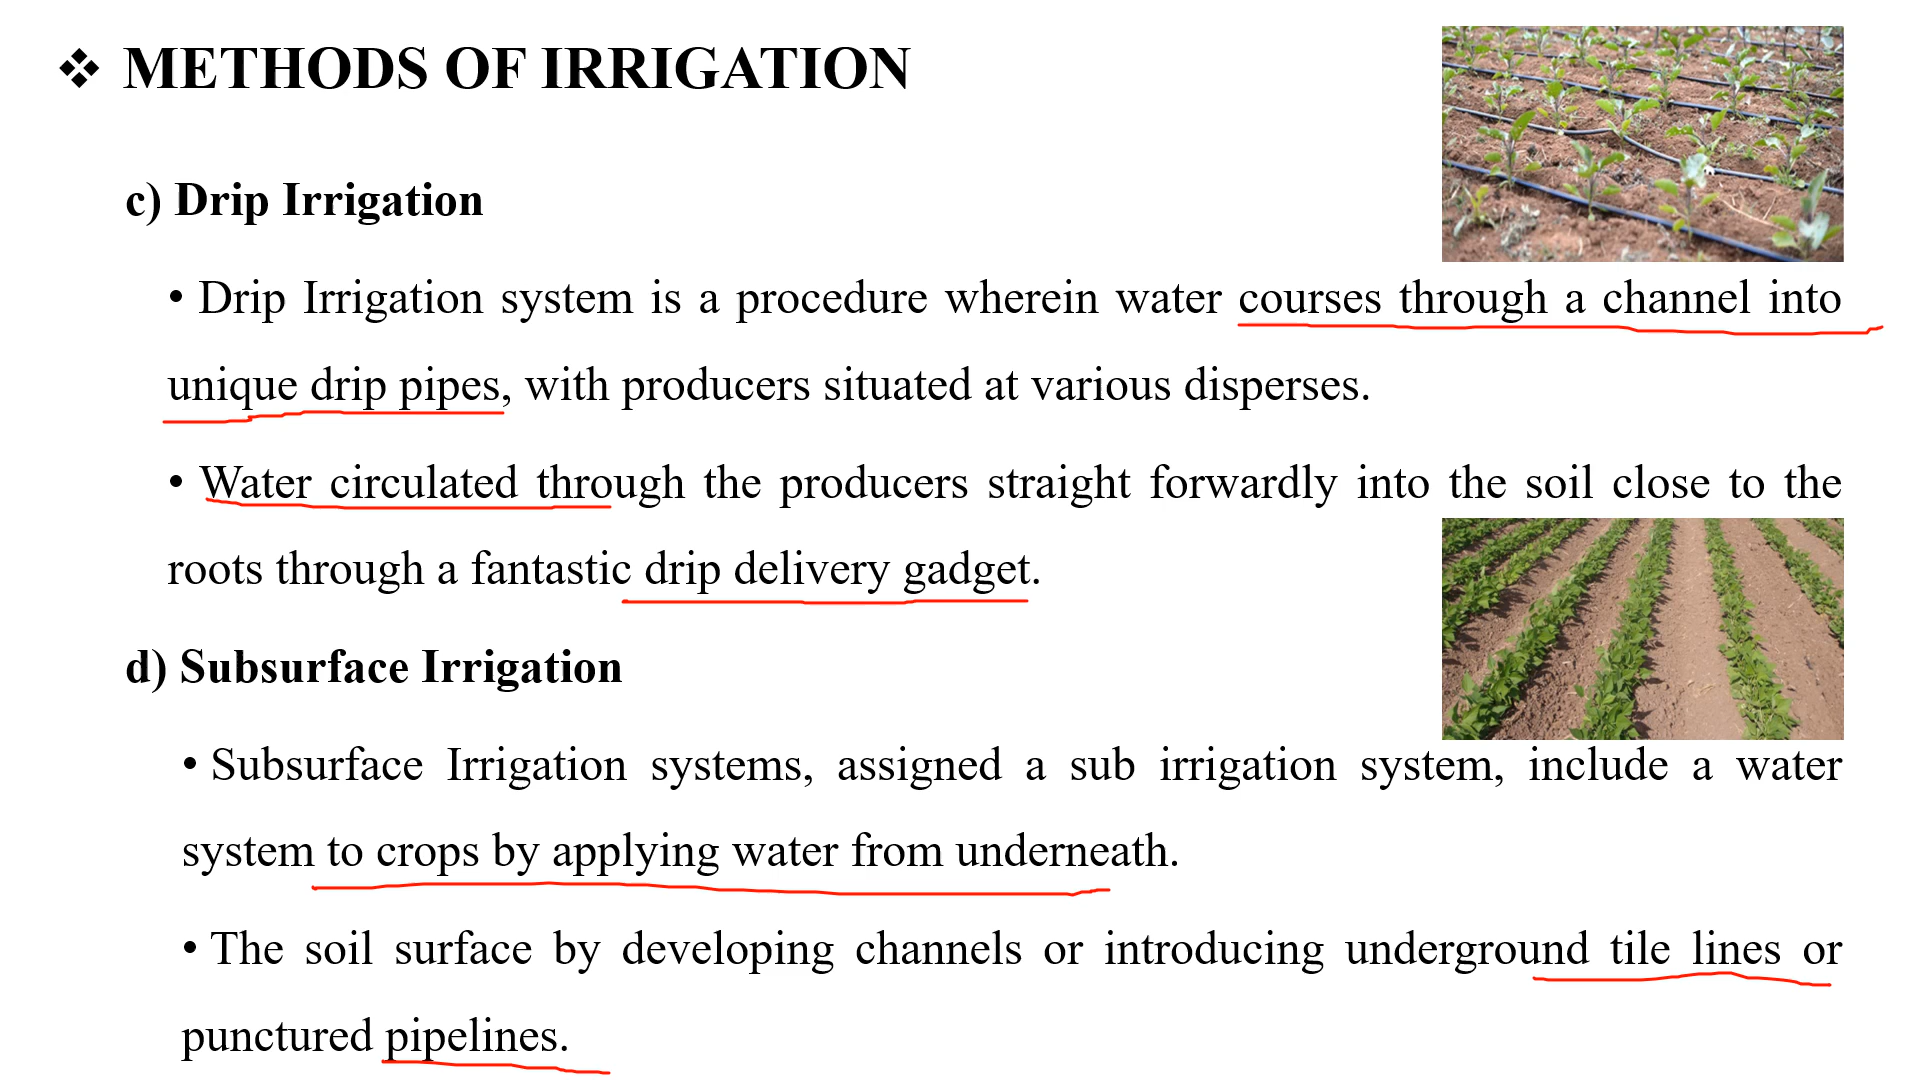 ❖ METHODS OF IRRIGATION
c) Drip Irrigation
• Drip Irrigation system is a procedure wherein water courses through a channel into
unique drip pipes, with producers situated at various disperses.
• Water circulated through the producers straight forwardly into the soil close to the
roots through a fantastic drip delivery gadget.
d) Subsurface Irrigation
• Subsurface Irrigation systems, assigned a sub irrigation system, include a water
system to crops by applying water from underneath.
• The soil surface by developing channels or introducing underground tile lines or
punctured pipelines.